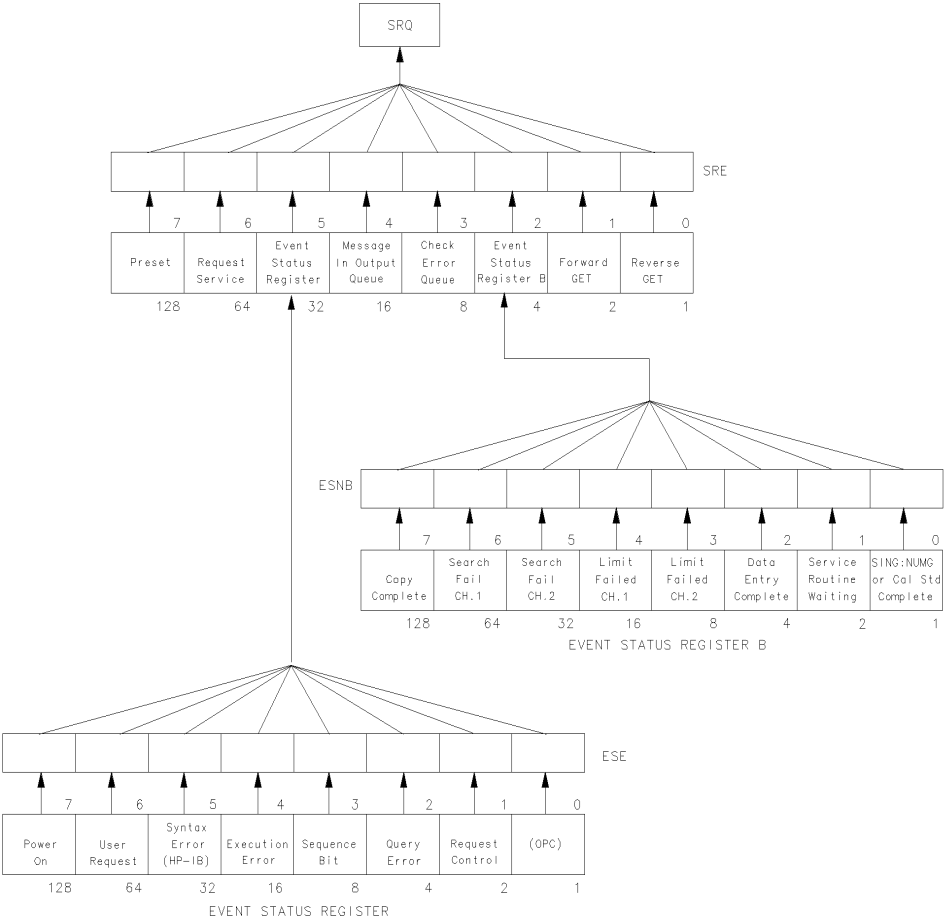 SRQ
SRE
7 6 5 4 3 2 1 0
Preset
Request
Service
Event
Status
Register
Message
In Output
Queue
Check
Error
Queue
Event
Status
Register B
Forward
GET
Reverse
GET
128 64 32 16 8 4 2 1
ESNB
7 6 5 4 3 2 1 0
Copy
Complete
Search
Fail
CH.1
Search
Fail
CH.2
Limit
Failed
CH.1
Limit
Failed
CH.2
Data
Entry
Complete
Service
Routine
Waiting
SING:NUMG
or Cal Std
Complete
128 64 32 16 8 4 2 1
EVENT STATUS REGISTER B
ESE
7 6 5 4 3 2 1 0
Power
On
User
Request
Syntax
Error
(HP-IB)
Execution
Error
Sequence
Bit
Query
Error
Request
Control
(OPC)
128 64 32 16 8 4 2 1
EVENT STATUS REGISTER